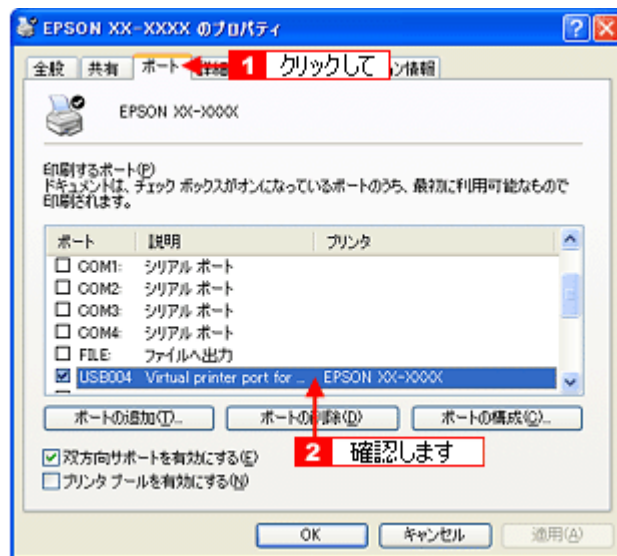 EPSON XX-XXXX のプロパティ
全般 共有 ポート 1 クリックして ン情報
EPSON XX-XXXX
印刷するポート(P)
ドキュメントは、チェック ボックスがオンになっているポートのうち、最初に利用可能なもので
印刷されます。
ポート 説明 プリンタ
COM1: シリアル ポート
COM2: シリアル ポート
COM3: シリアル ポート
COM4: シリアル ポート
FILE: ファイルへ出力
USB004 Virtual printer port for ... EPSON XX-XXXX
ポートの追加(T)... ポートの削除(D) ポートの構成(C)...
双方向サポートを有効にする(E)
2 確認します
プリンタ プールを有効にする(N)
OK キャンセル 適用(A)